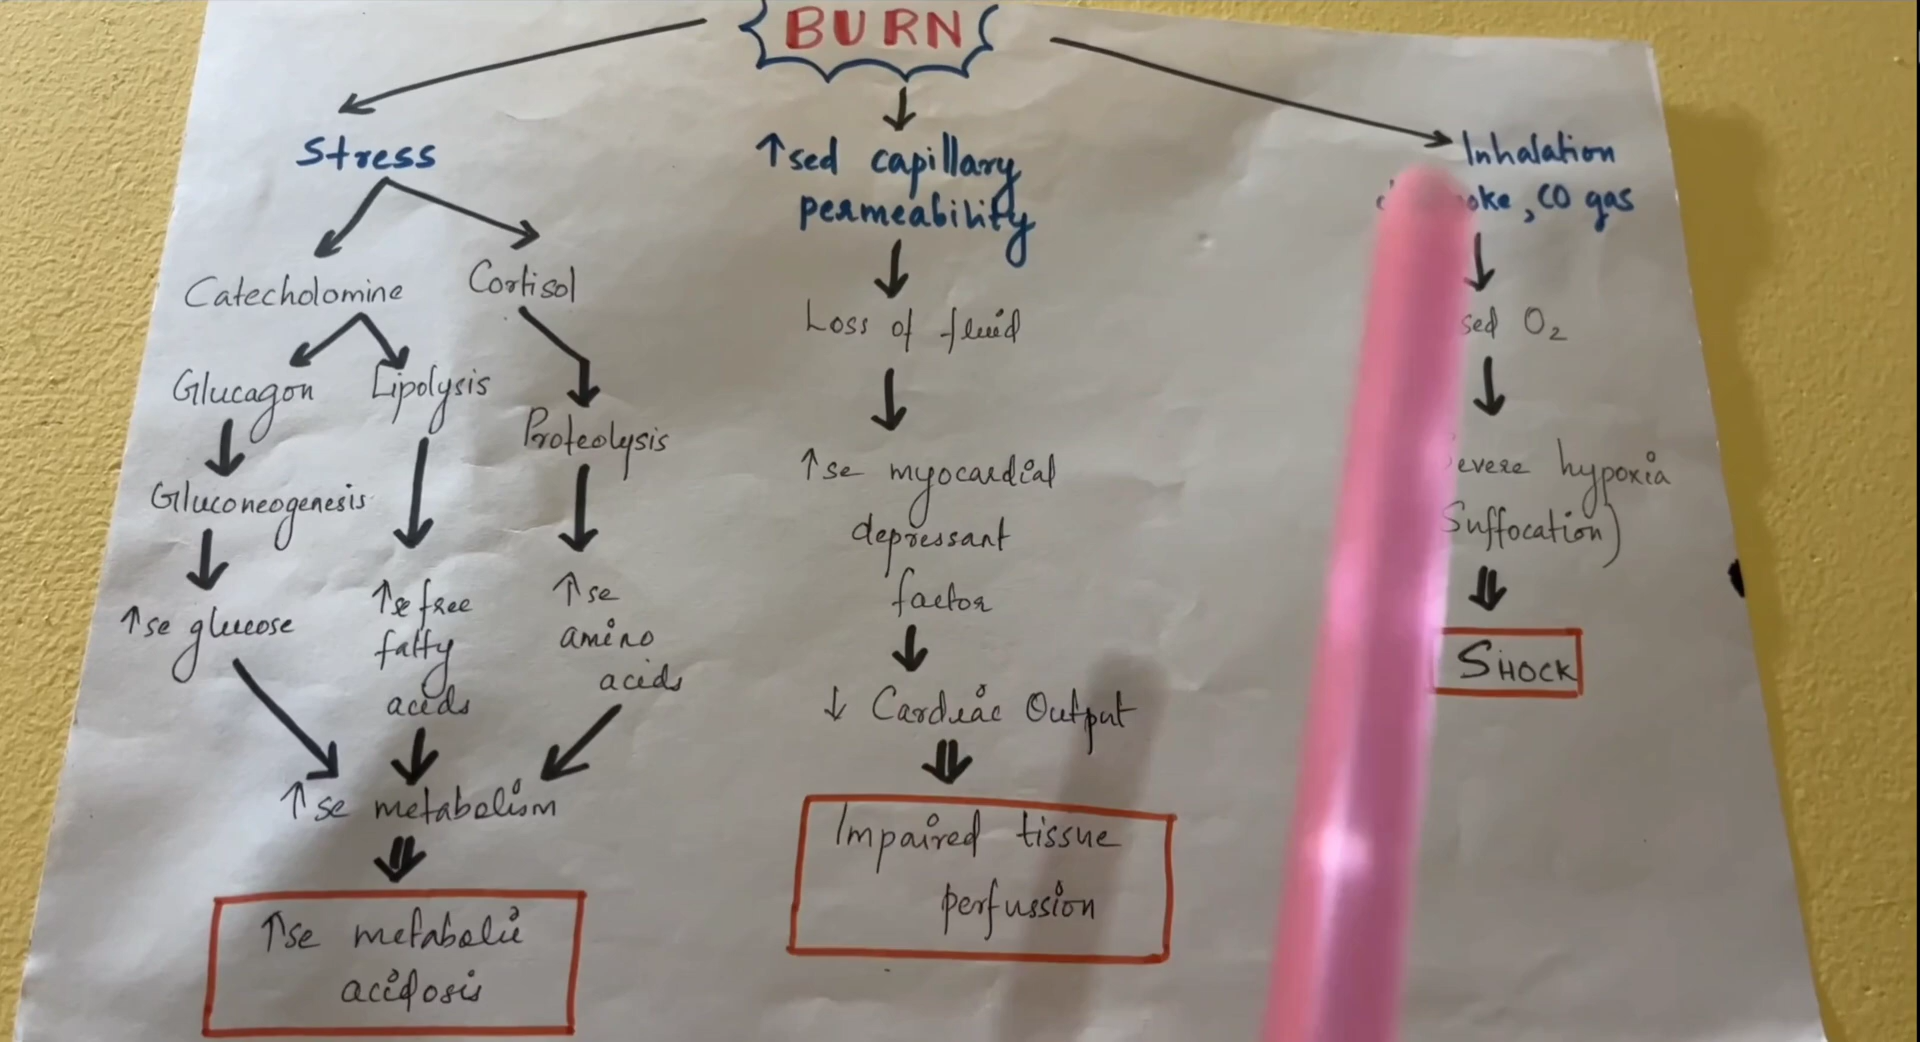 BURN
Stress
Catecholomine
Cortisol
Glucagon
Lipolysis
Proteolysis
Gluconeogenesis
↑se glucose
↑se free
fatty
acids
↑se
amino
acids
↑se metabolism
↑se metabolic
acidosis
↑sed capillary
permeability
Loss of fluid
↑se myocardial
depressant
factor
↓ Cardiac Output
Impaired tissue
perfussion
Inhalation
, CO gas
sed O₂
hypoxia
Suffocation)
SHOCK